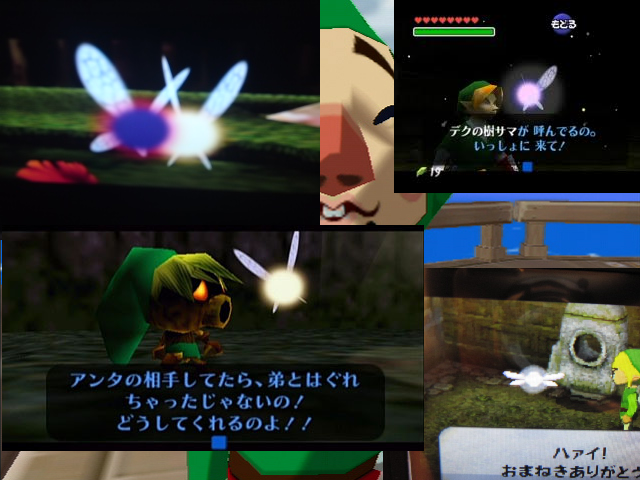 もどる
デクの樹サマが 呼んでるの。
いっしょに 来て!
19
アンタの相手してたら、弟とはぐれ
ちゃったじゃないの!
どうしてくれるのよ!!
ハァイ!
おまねきありがとう